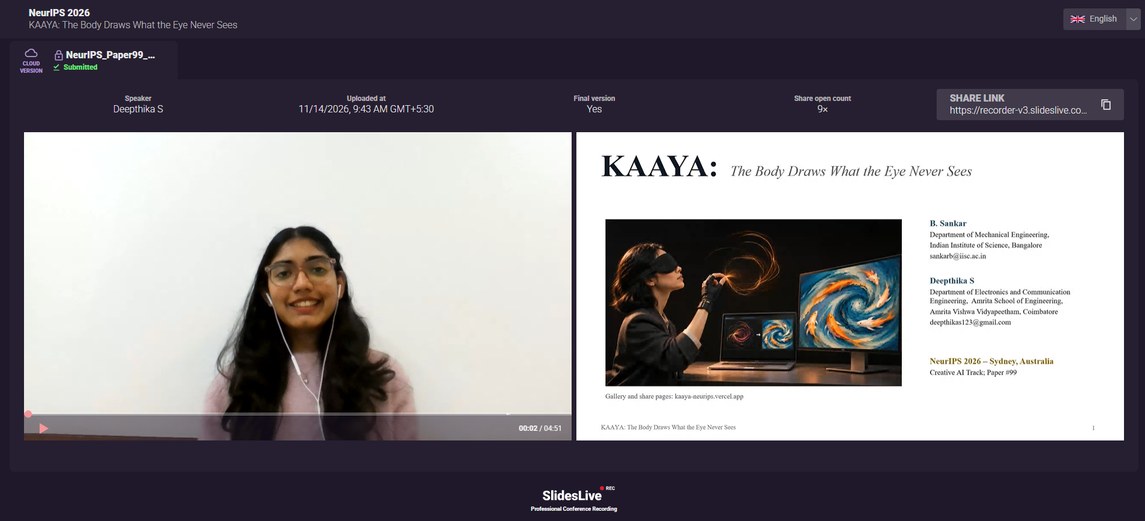 NeurIPS 2026
KAAYA: The Body Draws What the Eye Never Sees
English
CLOUD
VERSION
NeurIPS_Paper99_...
Submitted
Speaker
Deepthika S
Uploaded at
11/14/2026, 9:43 AM GMT+5:30
Final version
Yes
Share open count
9×
SHARE LINK
https://recorder-v3.slideslive.co...
00:02 / 04:51
KAAYA: The Body Draws What the Eye Never Sees
B. Sankar
Department of Mechanical Engineering,
Indian Institute of Science, Bangalore
sankarb@iisc.ac.in
Deepthika S
Department of Electronics and Communication
Engineering, Amrita School of Engineering,
Amrita Vishwa Vidyapeetham, Coimbatore
deepthikas123@gmail.com
NeurIPS 2026 – Sydney, Australia
Creative AI Track; Paper #99
Gallery and share pages: kaaya-neurips.vercel.app
KAAYA: The Body Draws What the Eye Never Sees
1
SlidesLive
REC
Professional Conference Recording